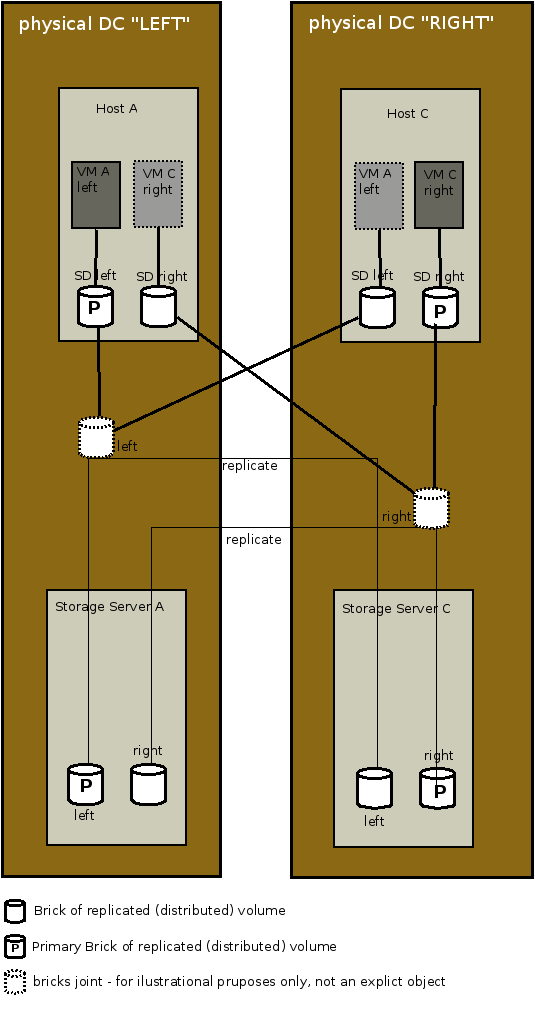 physical DC "LEFT"
physical DC "RIGHT"
Host A
Host C
VM A
left
VM C
right
VM A
left
VM C
right
SD left
SD right
SD left
SD right
P
P
left
replicate
right
replicate
Storage Server A
Storage Server C
right
right
P
P
left
left
Brick of replicated (distributed) volume
P
Primary Brick of replicated (distributed) volume
bricks joint - for ilustrational pruposes only, not an explict object